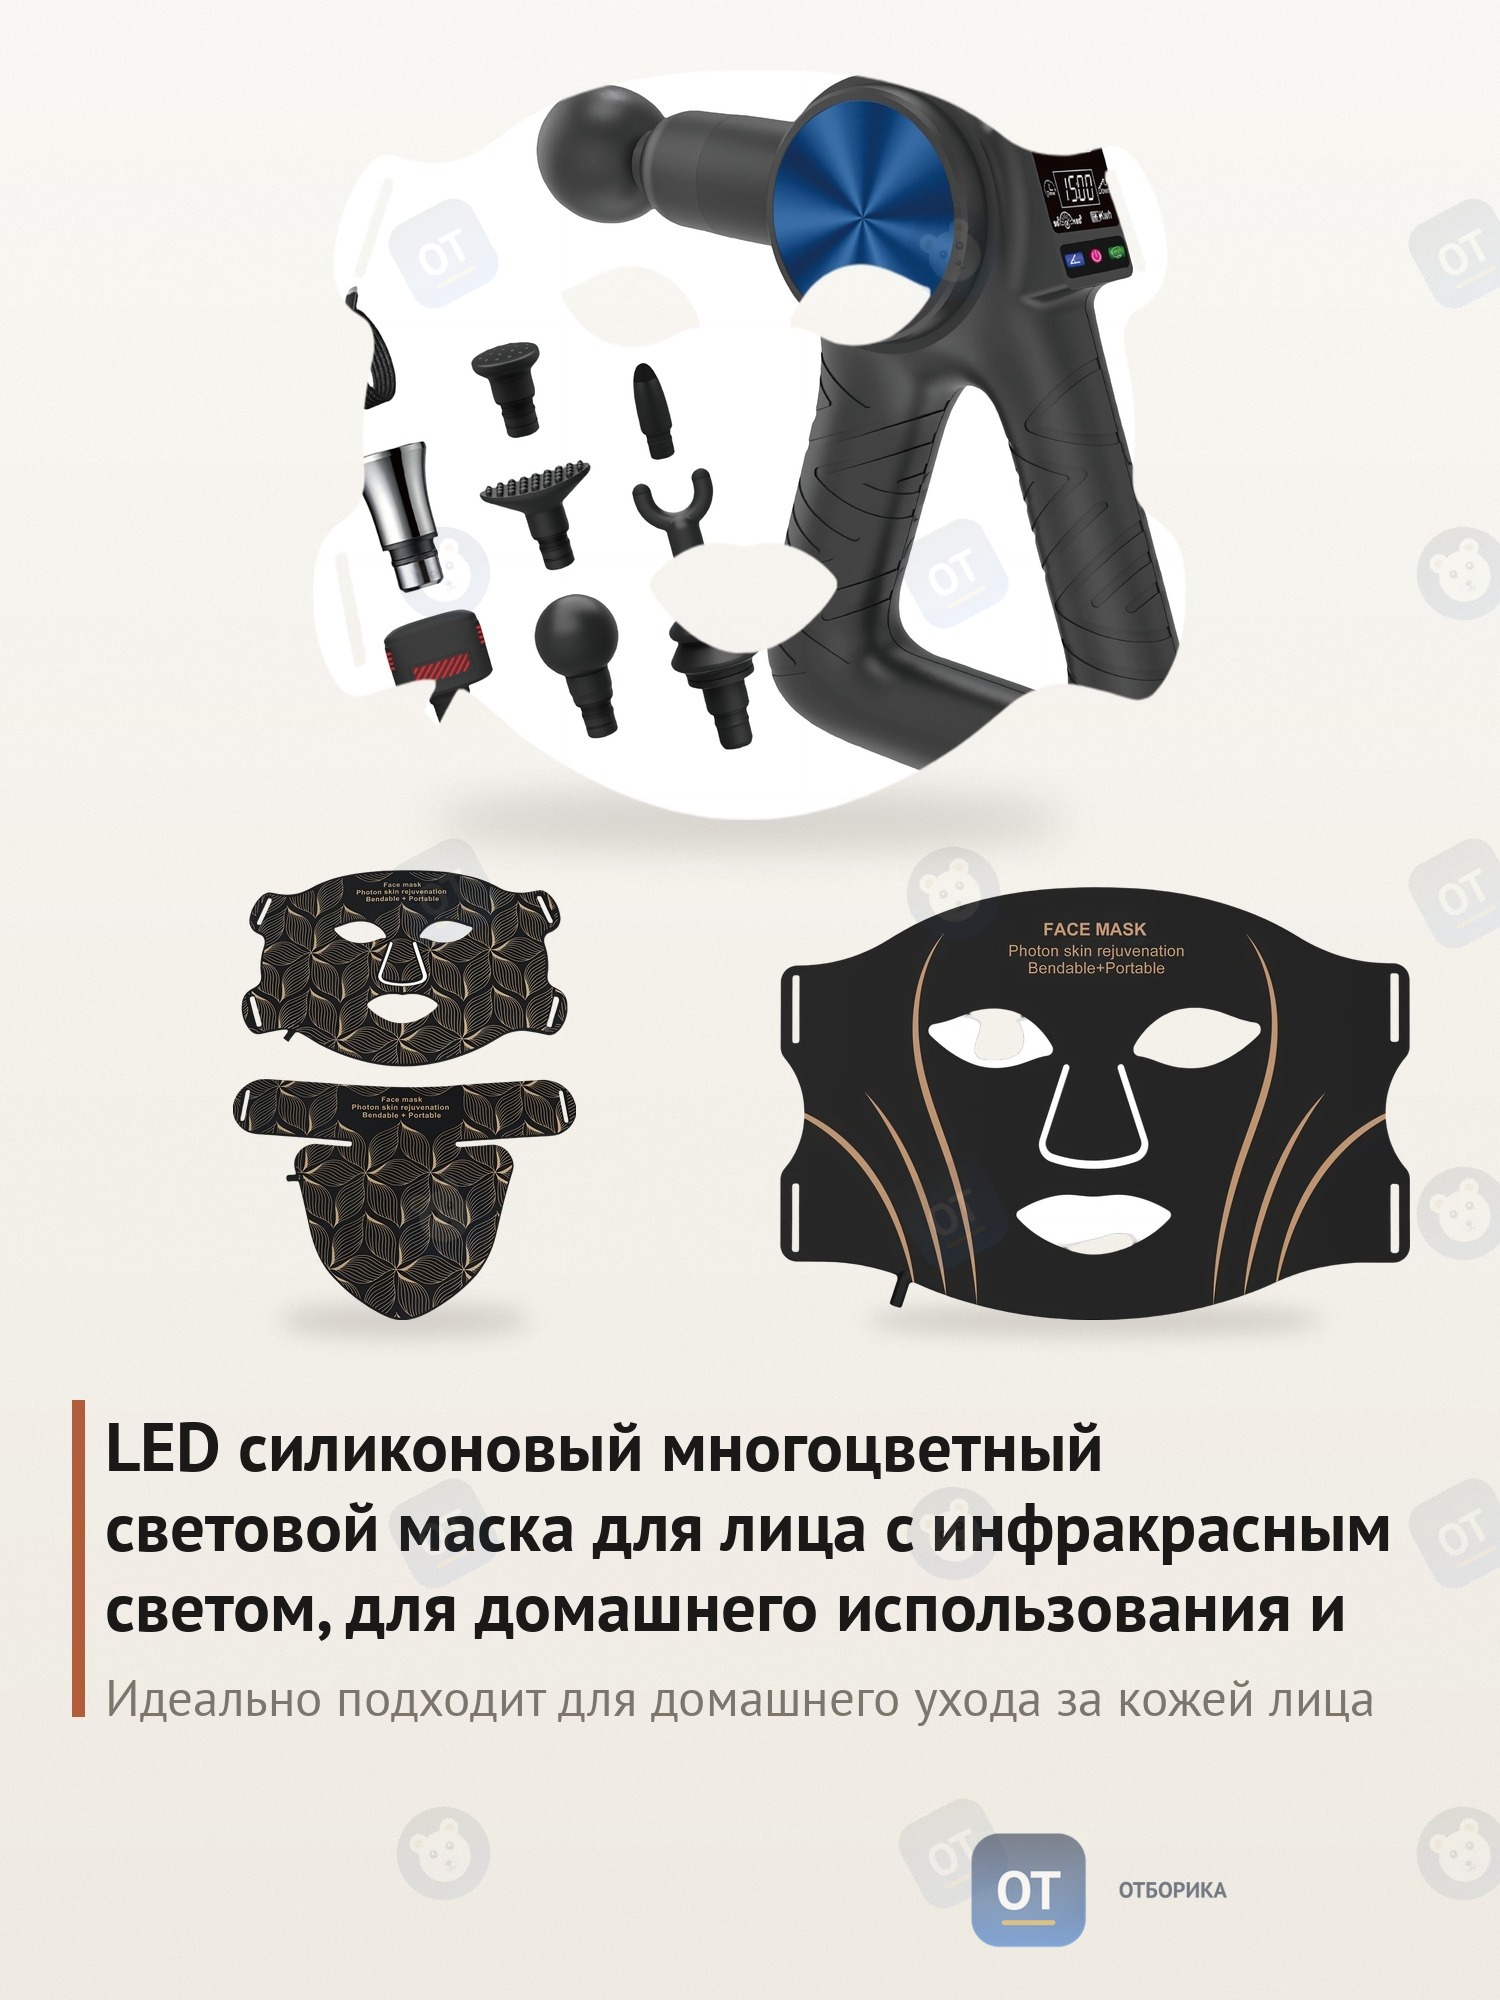 1500
ОТ
Face mask
Photon skin rejuvenation
Bendable + Portable
Face mask
Photon skin rejuvenation
Bendable + Portable
FACE MASK
Photon skin rejuvenation
Bendable+Portable
LED силиконовый многоцветный
световой маска для лица с инфракрасным
светом, для домашнего использования и
Идеально подходит для домашнего ухода за кожей лица
ОТ
ОТБОРИКА